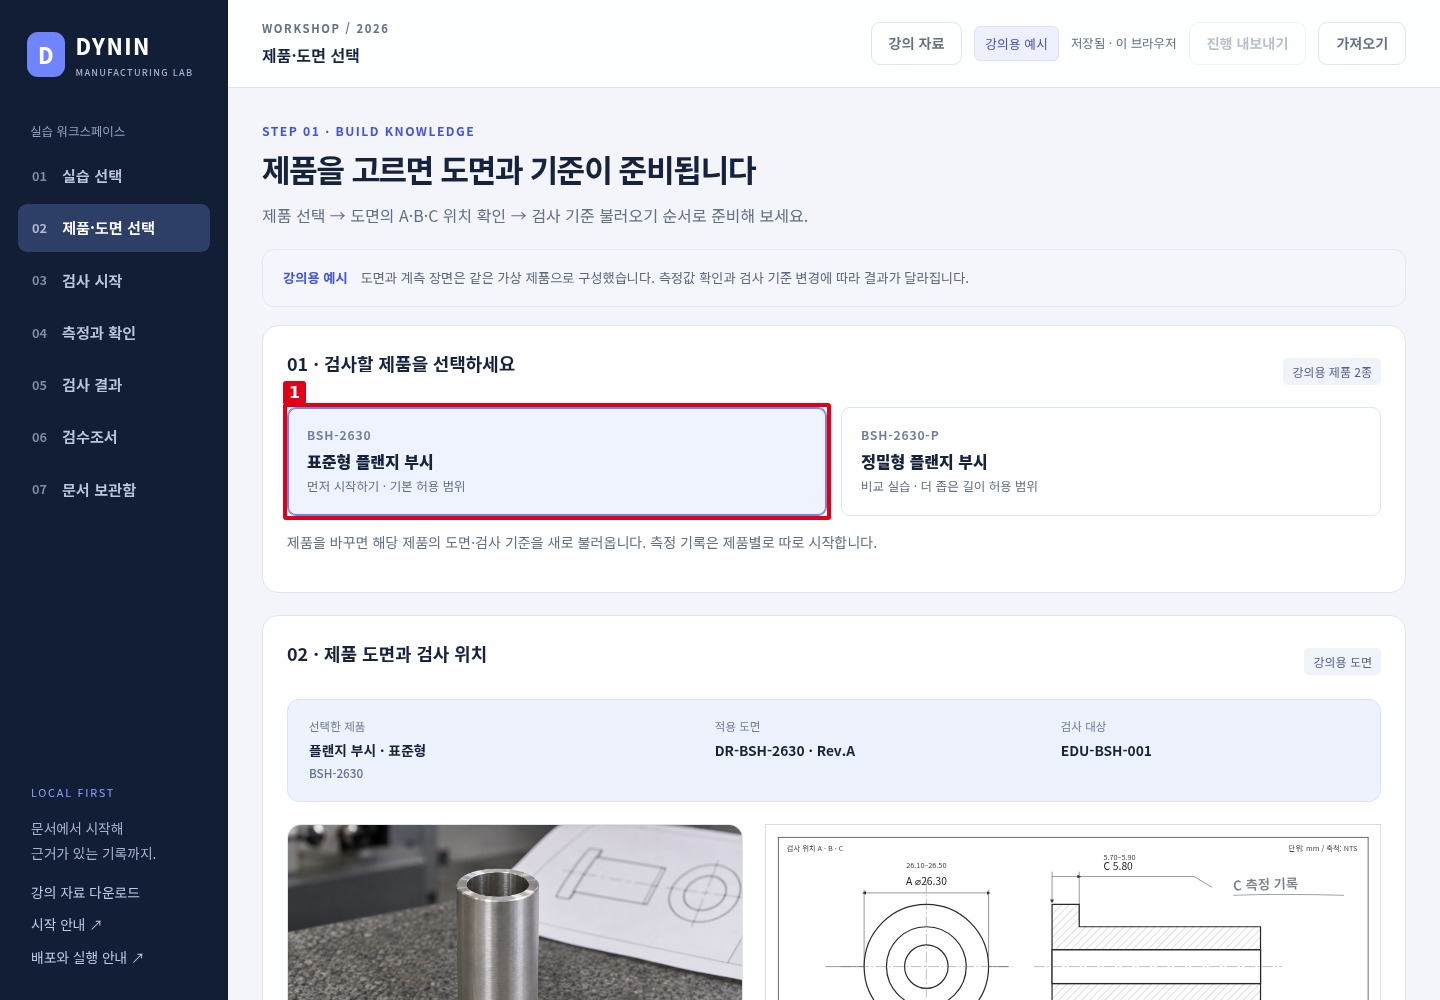 D DYNIN
MANUFACTURING LAB
실습 워크스페이스
01 실습 선택
02 제품·도면 선택
03 검사 시작
04 측정과 확인
05 검사 결과
06 검수조서
07 문서 보관함
LOCAL FIRST
문서에서 시작해
근거가 있는 기록까지.
강의 자료 다운로드
시작 안내 ↗
배포와 실행 안내 ↗
WORKSHOP / 2026
제품·도면 선택
강의 자료
강의용 예시
저장됨 · 이 브라우저
진행 내보내기
가져오기
STEP 01 · BUILD KNOWLEDGE
제품을 고르면 도면과 기준이 준비됩니다
제품 선택 → 도면의 A·B·C 위치 확인 → 검사 기준 불러오기 순서로 준비해 보세요.
강의용 예시 도면과 계측 장면은 같은 가상 제품으로 구성했습니다. 측정값 확인과 검사 기준 변경에 따라 결과가 달라집니다.
01 · 검사할 제품을 선택하세요
강의용 제품 2종
1
BSH-2630
표준형 플랜지 부시
먼저 시작하기 · 기본 허용 범위
BSH-2630-P
정밀형 플랜지 부시
비교 실습 · 더 좁은 길이 허용 범위
제품을 바꾸면 해당 제품의 도면·검사 기준을 새로 불러옵니다. 측정 기록은 제품별로 따로 시작합니다.
02 · 제품 도면과 검사 위치
강의용 도면
선택한 제품
플랜지 부시 · 표준형
BSH-2630
적용 도면
DR-BSH-2630 · Rev.A
검사 대상
EDU-BSH-001
검사 위치 A · B · C
단위: mm / 축척: NTS
26.10–26.50
A ⌀26.30
5.70–5.90
C 5.80
C 측정 기록